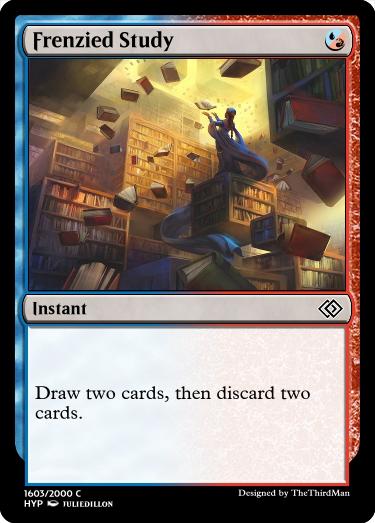 Frenzied Study
Instant
Draw two cards, then discard two
cards.
1603/2000 C
Designed by TheThirdMan
HYP JULIEDILLON